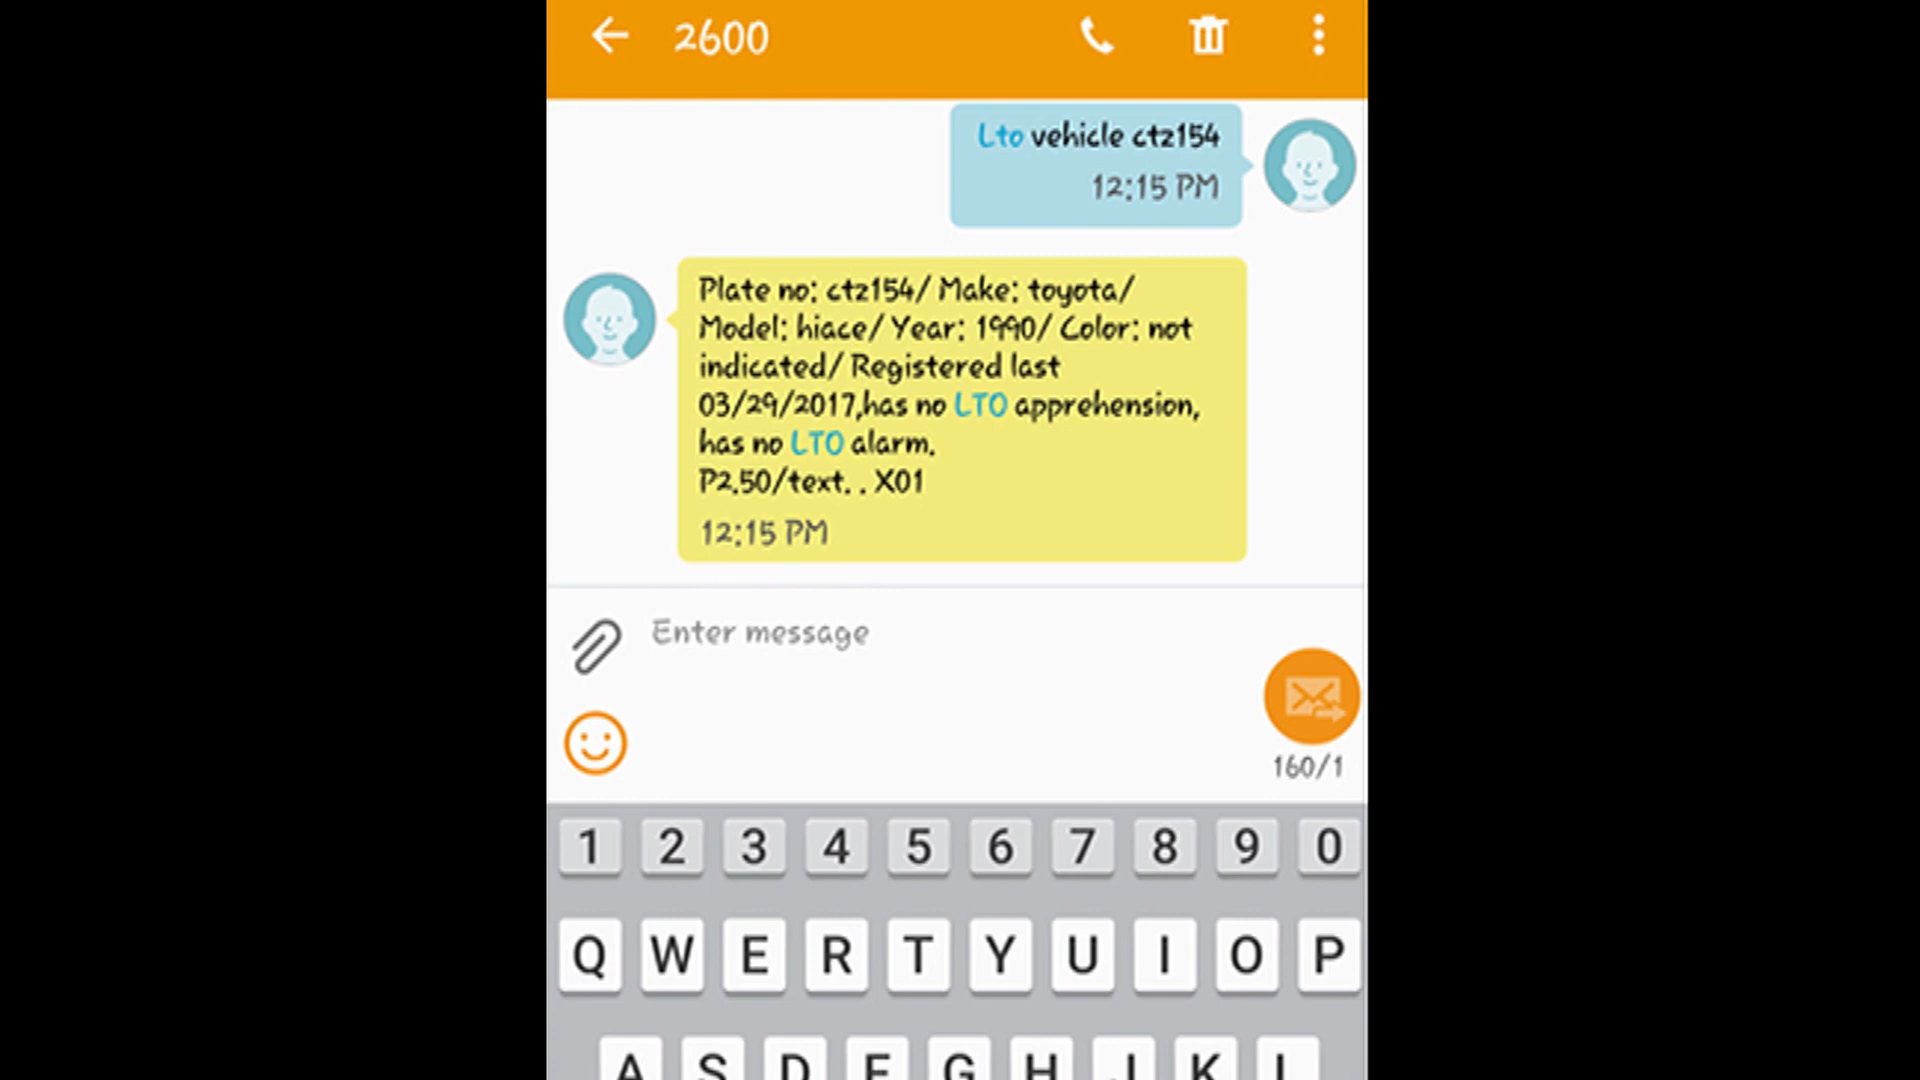 2600
Lto vehicle ctz154
12:15 PM
Plate no: ctz154/ Make: toyota/
Model: hiace/ Year: 1990/ Color: not
indicated/ Registered last
03/29/2017,has no LTO apprehension,
has no LTO alarm.
P2.50/text. . X01
12:15 PM
Enter message
160/1
1 2 3 4 5 6 7 8 9 0
Q W E R T Y U I O P
A S D F G H J K L